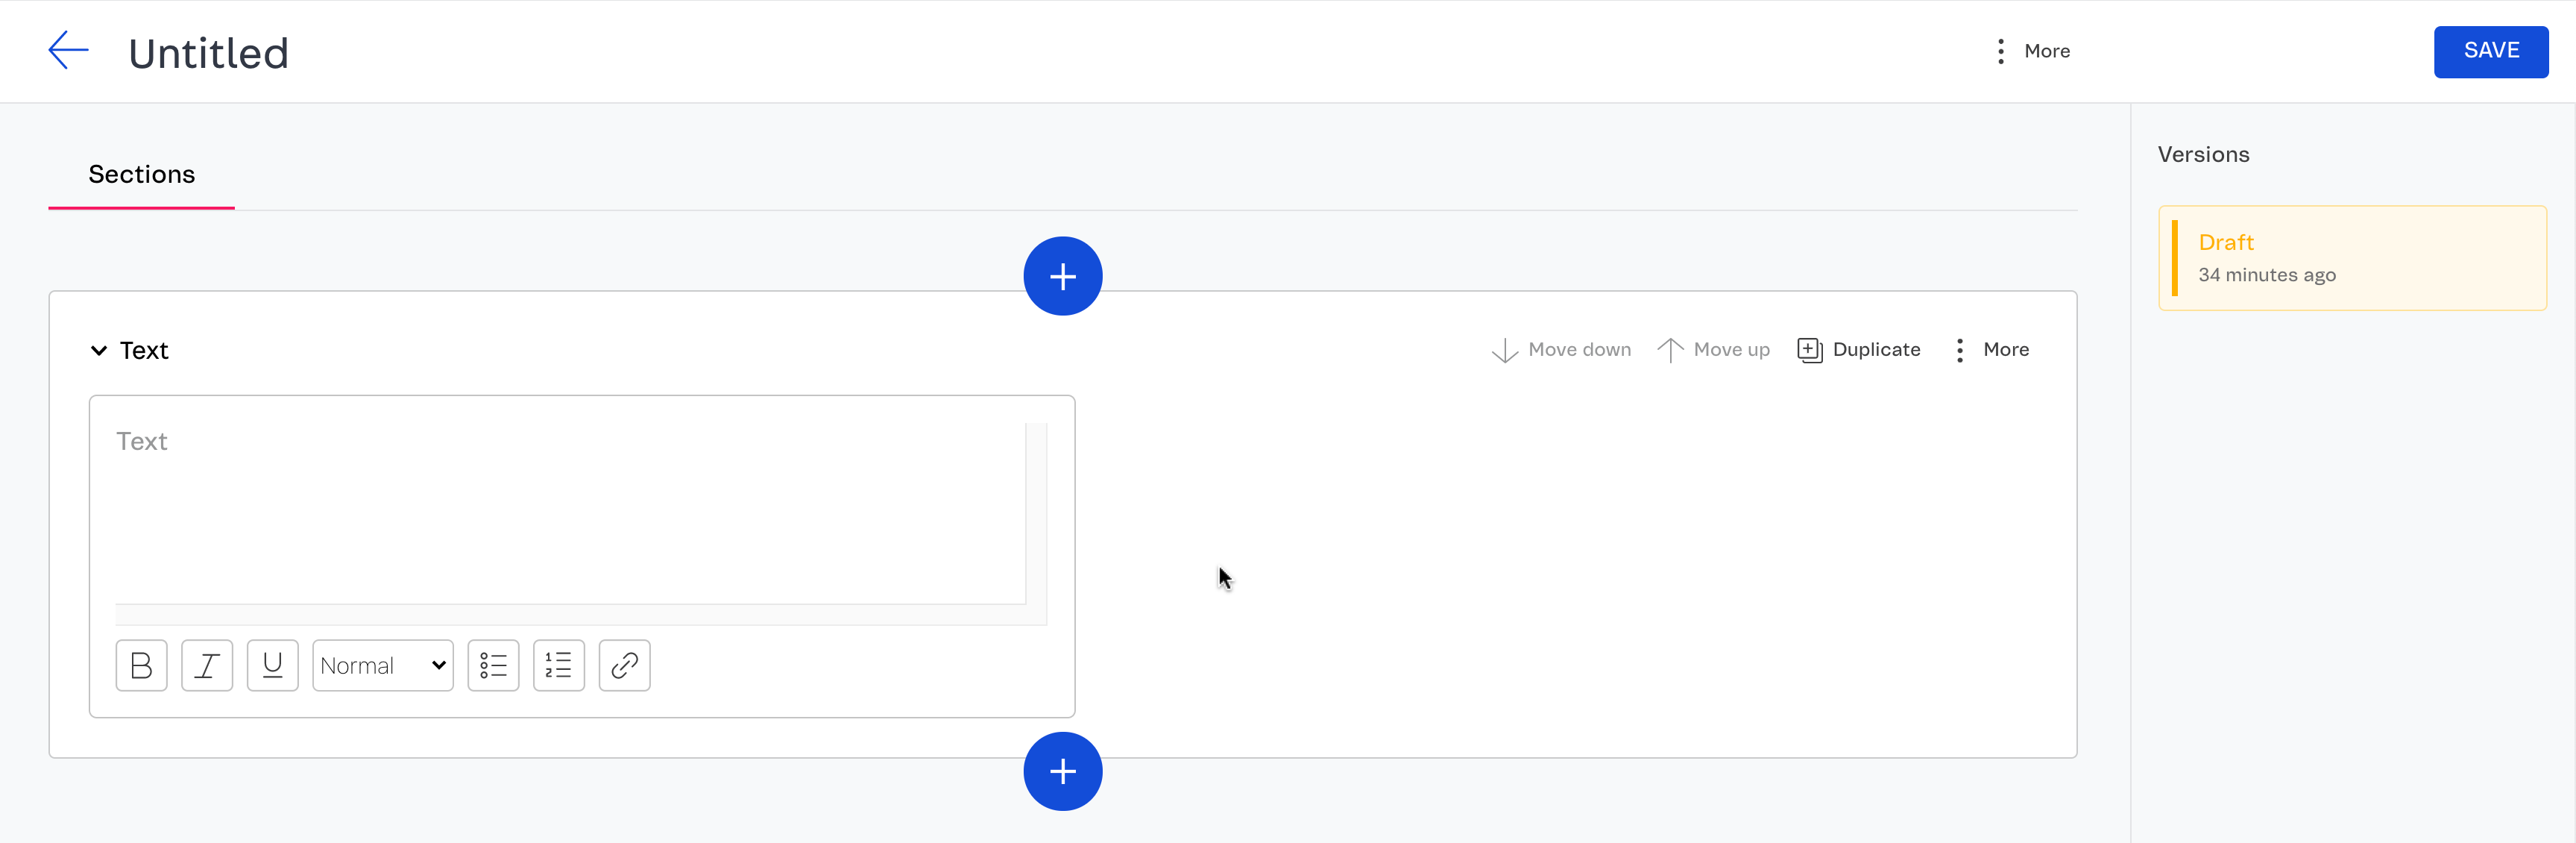 Untitled
More
SAVE
Sections
Versions
Draft
34 minutes ago
Text
Move down
Move up
Duplicate
More
Text
B I U Normal